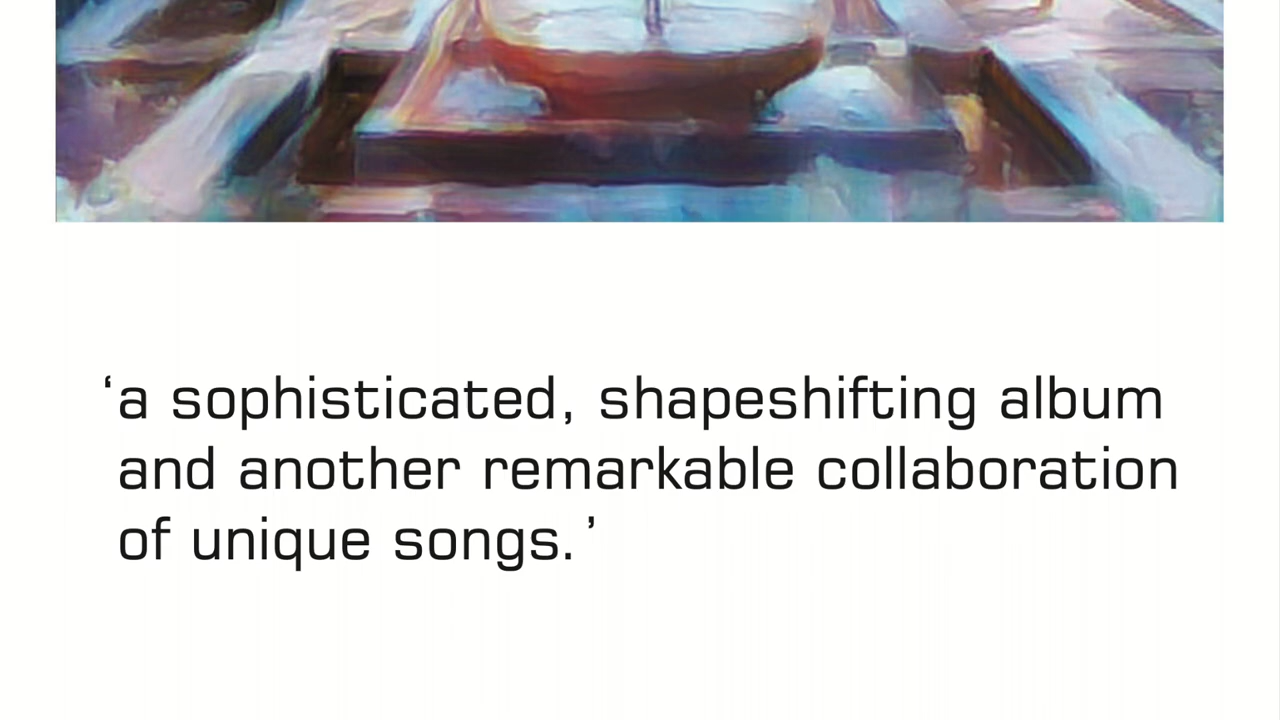 ‘a sophisticated, shapeshifting album
and another remarkable collaboration
of unique songs.’